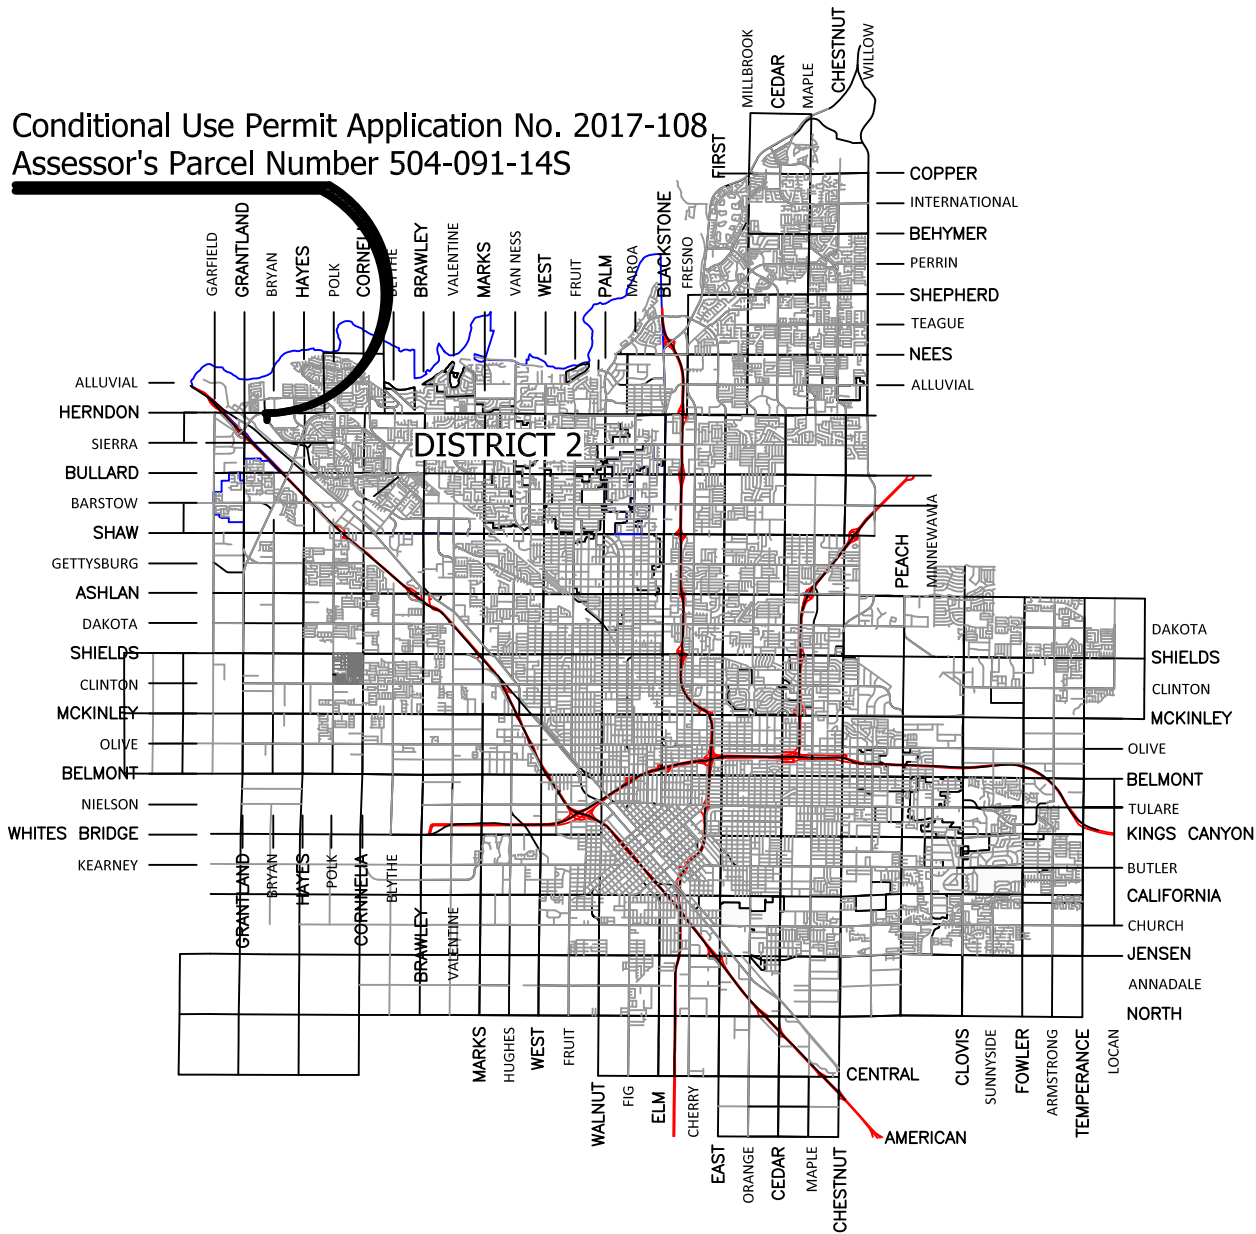 Conditional Use Permit Application No. 2017-108
Assessor's Parcel Number 504-091-14S
MILLBROOK
CEDAR
MAPLE
CHESTNUT
WILLOW
FIRST
COPPER
INTERNATIONAL
BEHYMER
PERRIN
SHEPHERD
TEAGUE
NEES
ALLUVIAL
GARFIELD
GRANTLAND
BRYAN
HAYES
POLK
CORNELIA
BLYTHE
BRAWLEY
VALENTINE
MARKS
VAN NESS
WEST
FRUIT
PALM
MAROA
BLACKSTONE
FRESNO
ALLUVIAL
HERNDON
SIERRA
BULLARD
BARSTOW
SHAW
GETTYSBURG
ASHLAN
DAKOTA
SHIELDS
CLINTON
MCKINLEY
OLIVE
BELMONT
NIELSON
WHITES BRIDGE
KEARNEY
DISTRICT 2
PEACH
MINNEWAWA
DAKOTA
SHIELDS
CLINTON
MCKINLEY
OLIVE
BELMONT
TULARE
KINGS CANYON
BUTLER
CALIFORNIA
CHURCH
JENSEN
ANNADALE
NORTH
GRANTLAND
BRYAN
HAYES
POLK
CORNNELIA
BLYTHE
BRAWLEY
VALENTINE
MARKS
HUGHES
WEST
FRUIT
WALNUT
FIG
ELM
CHERRY
EAST
ORANGE
CEDAR
MAPLE
CHESTNUT
CENTRAL
AMERICAN
CLOVIS
SUNNYSIDE
FOWLER
ARMSTRONG
TEMPERANCE
LOCAN